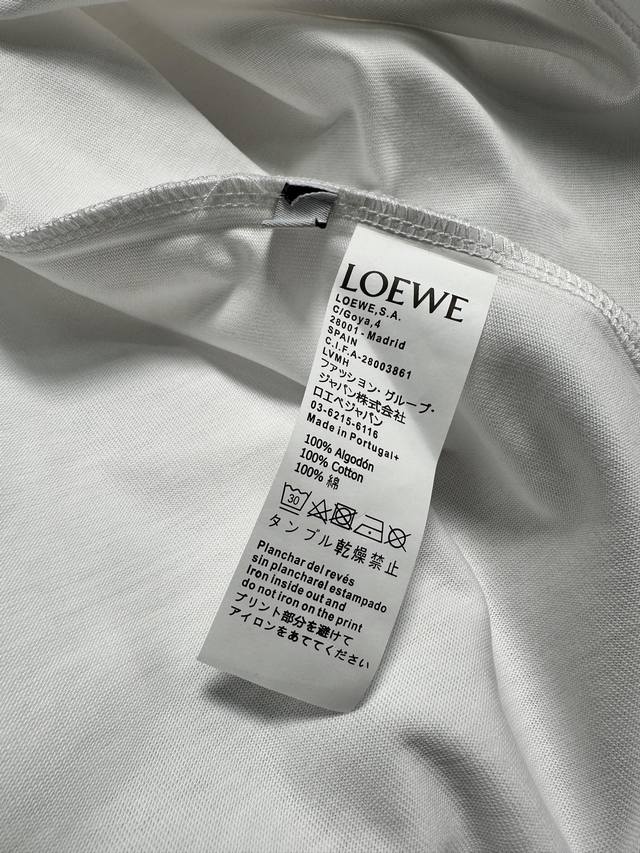 LOEWE
LOEWE,S.A.
C/Goya,4
28001 - Madrid
SPAIN
C.I.F.A-28003861
LVMH
ファッション・グループ・
ジャパン株式会社
ロエベジャパン
03-6215-6116
Made in Portugal+
100% Algodón
100% Cotton
100% 綿
30
タンブル乾燥禁止
Planchar del revés
sin plancharel estampado
Iron inside out and
do not iron on the print
プリント部分を避けて
アイロンをあててください